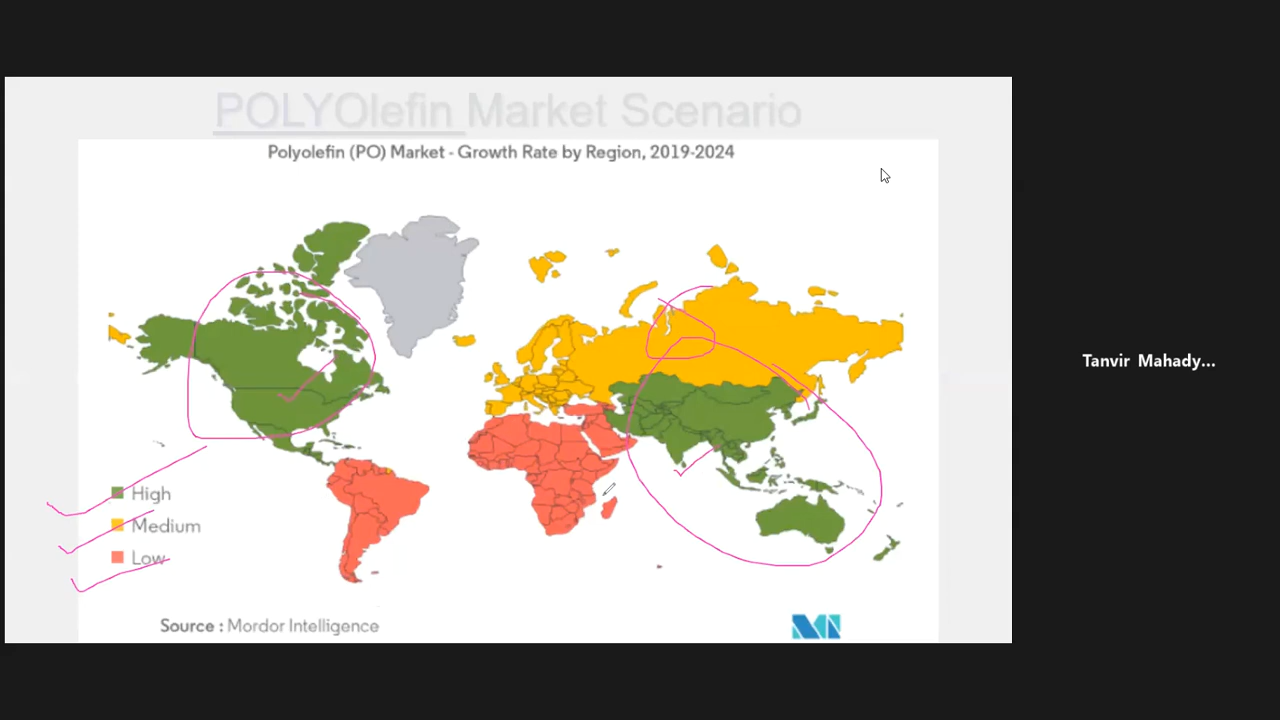 POLYOlefin Market Scenario
Polyolefin (PO) Market - Growth Rate by Region, 2019-2024
Tanvir Mahady...
High
Medium
Low
Source : Mordor Intelligence